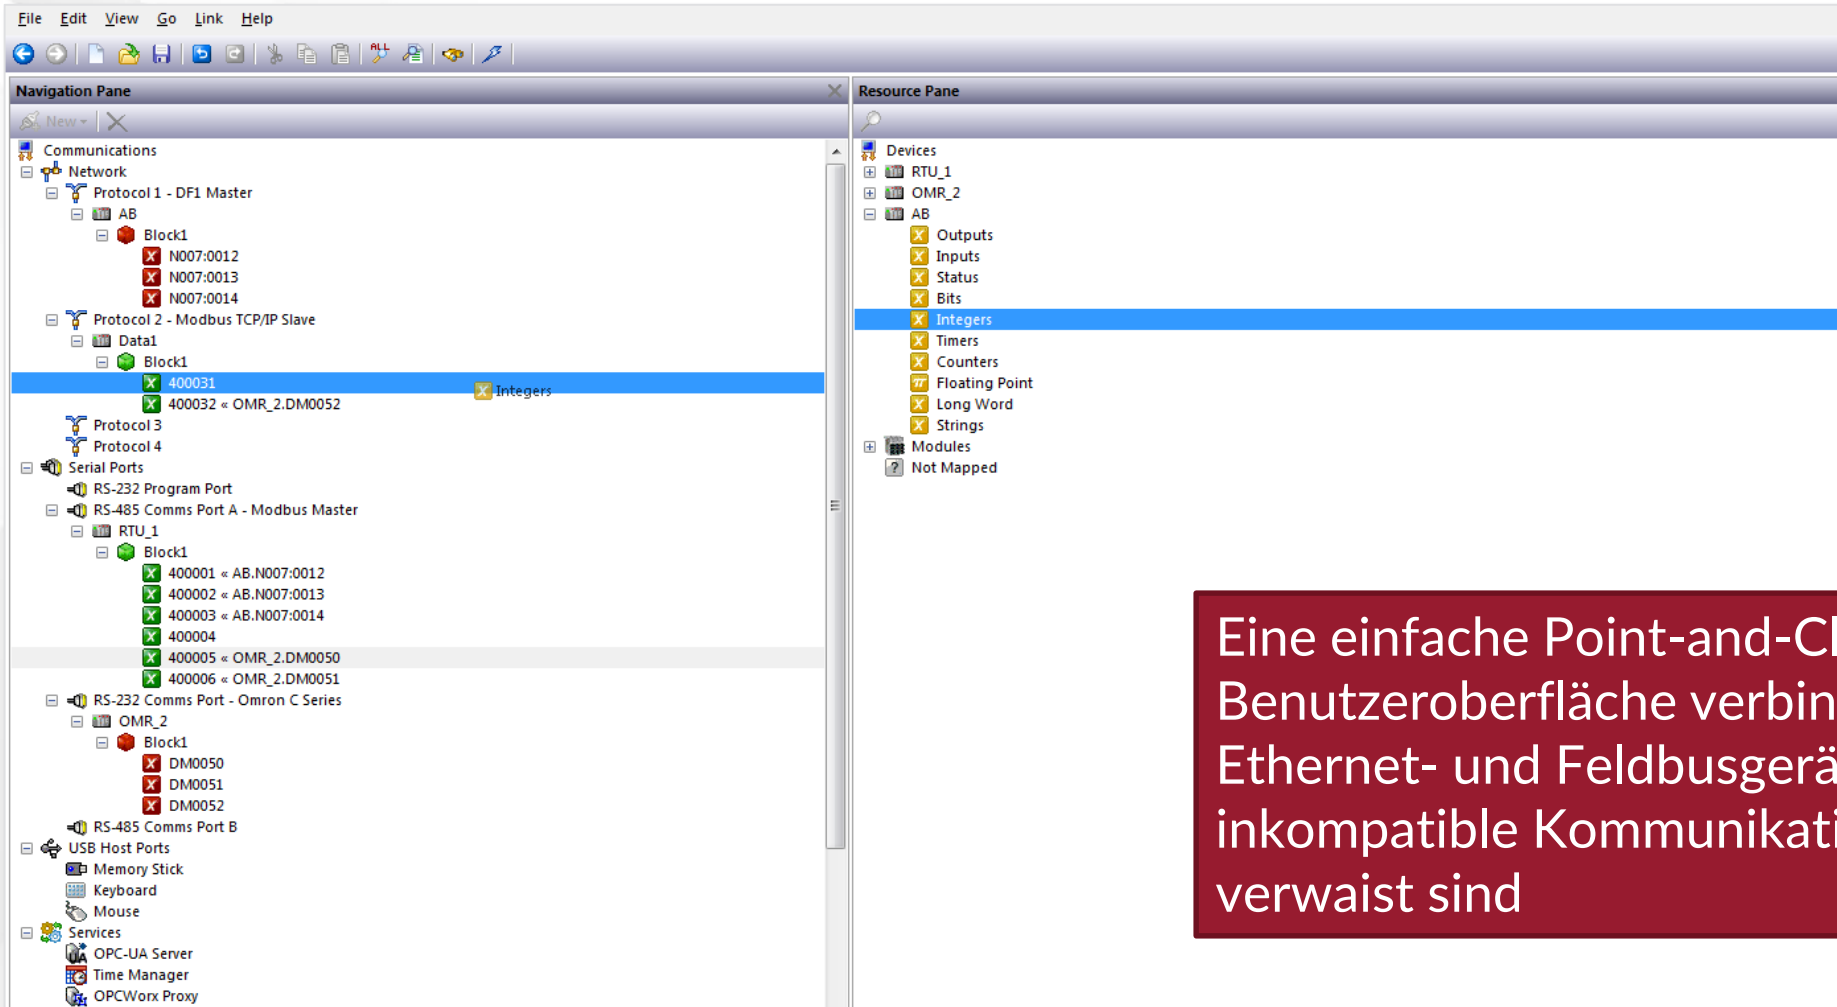 File Edit View Go Link Help
ALL
Navigation Pane
New
Communications
Network
Protocol 1 - DF1 Master
AB
Block1
N007:0012
N007:0013
N007:0014
Protocol 2 - Modbus TCP/IP Slave
Data1
Block1
400031
Integers
400032 « OMR_2.DM0052
Protocol 3
Protocol 4
Serial Ports
RS-232 Program Port
RS-485 Comms Port A - Modbus Master
RTU_1
Block1
400001 « AB.N007:0012
400002 « AB.N007:0013
400003 « AB.N007:0014
400004
400005 « OMR_2.DM0050
400006 « OMR_2.DM0051
RS-232 Comms Port - Omron C Series
OMR_2
Block1
DM0050
DM0051
DM0052
RS-485 Comms Port B
USB Host Ports
Memory Stick
Keyboard
Mouse
Services
OPC-UA Server
Time Manager
OPCWorx Proxy
Resource Pane
Devices
RTU_1
OMR_2
AB
Outputs
Inputs
Status
Bits
Integers
Timers
Counters
Floating Point
Long Word
Strings
Modules
Not Mapped
Eine einfache Point-and-Cl
Benutzeroberfläche verbin
Ethernet- und Feldbusgerä
inkompatible Kommunikati
verwaist sind